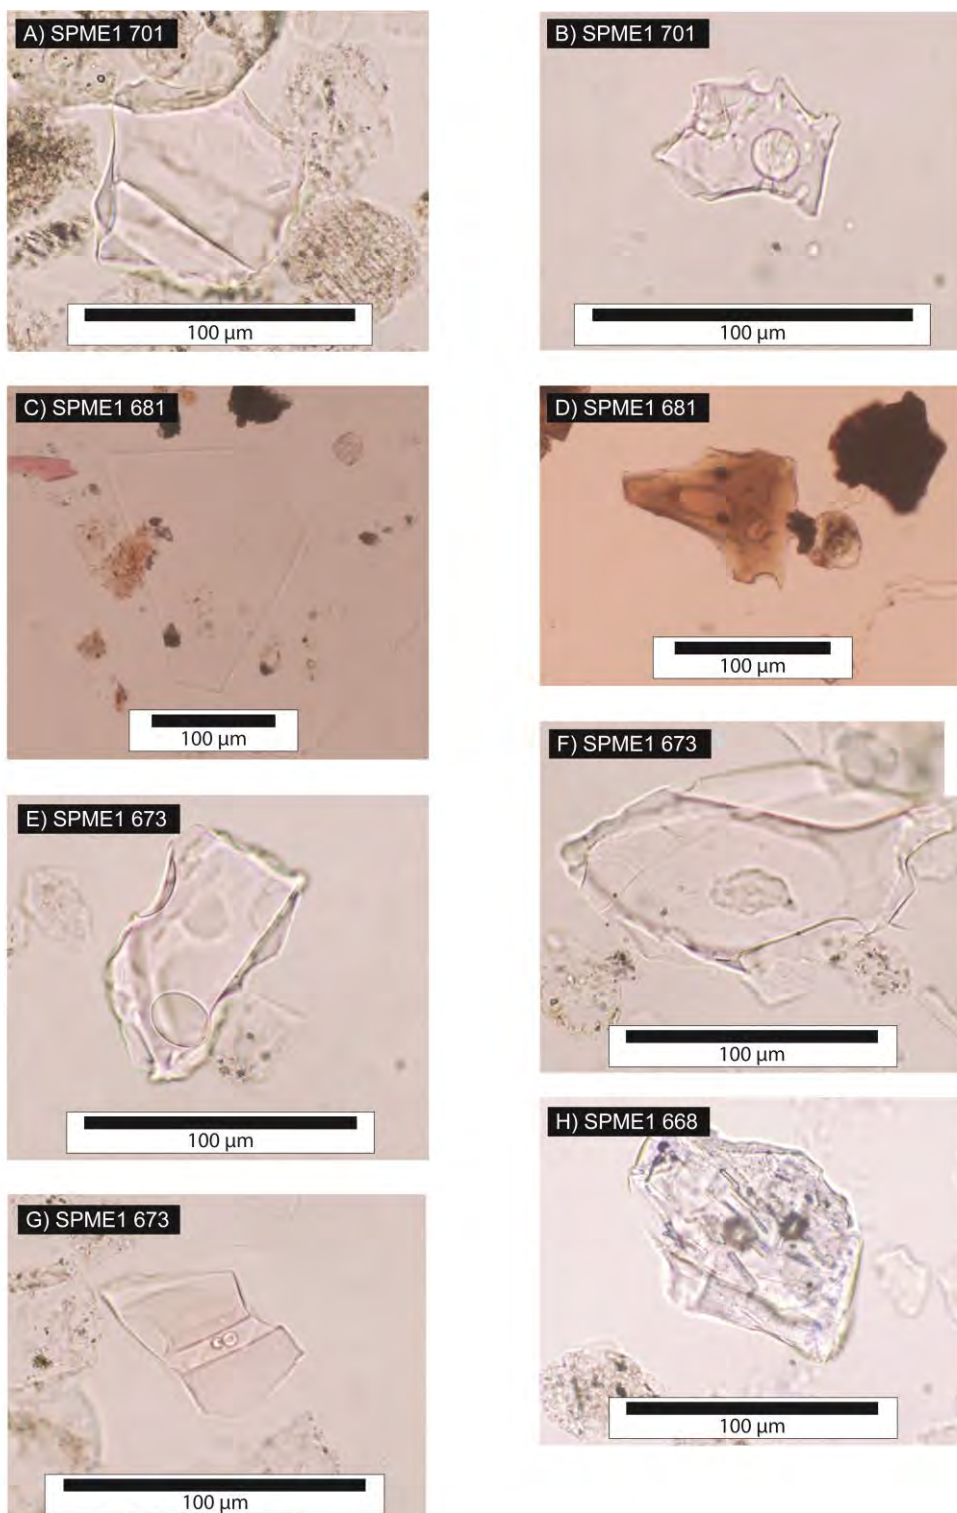 A) SPME1 701
100 µm
B) SPME1 701
100 µm
C) SPME1 681
100 µm
D) SPME1 681
100 µm
E) SPME1 673
100 µm
F) SPME1 673
100 µm
G) SPME1 673
100 µm
H) SPME1 668
100 µm